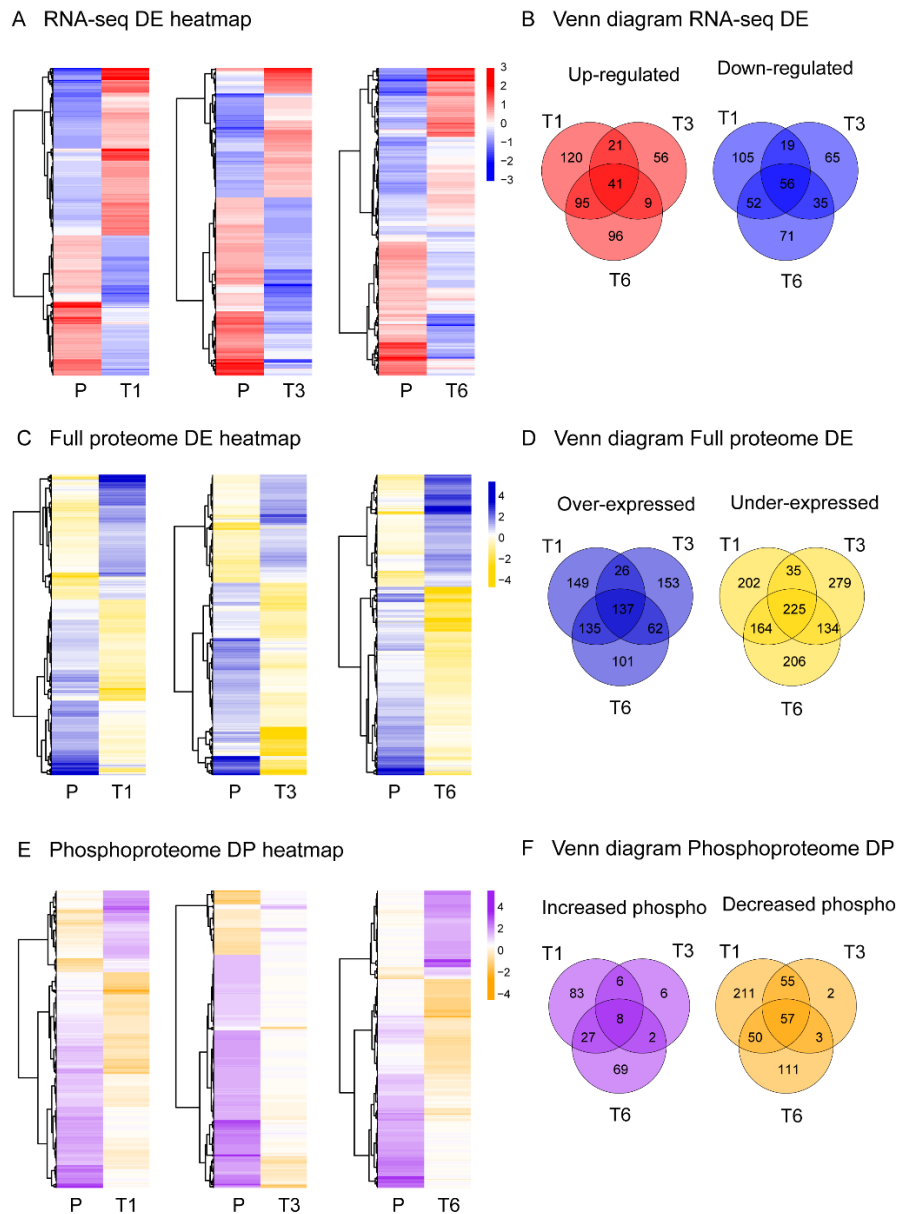 A RNA-seq DE heatmap
B Venn diagram RNA-seq DE
3
2
1
0
−1
−2
−3
P T1
P T3
P T6
Up-regulated Down-regulated
T1 T3 T1 T3
21 19
120 56 105 65
41 56
95 9 52 35
96 71
T6 T6
C Full proteome DE heatmap
D Venn diagram Full proteome DE
4
2
0
−2
−4
P T1
P T3
P T6
Over-expressed Under-expressed
T1 T3 T1 T3
26 35
149 153 202 279
137 225
135 62 164 134
101 206
T6 T6
E Phosphoproteome DP heatmap
F Venn diagram Phosphoproteome DP
4
2
0
−2
−4
P T1
P T3
P T6
Increased phospho Decreased phospho
T1 T3 T1 T3
6 55
83 6 211 2
8 57
27 2 50 3
69 111
T6 T6